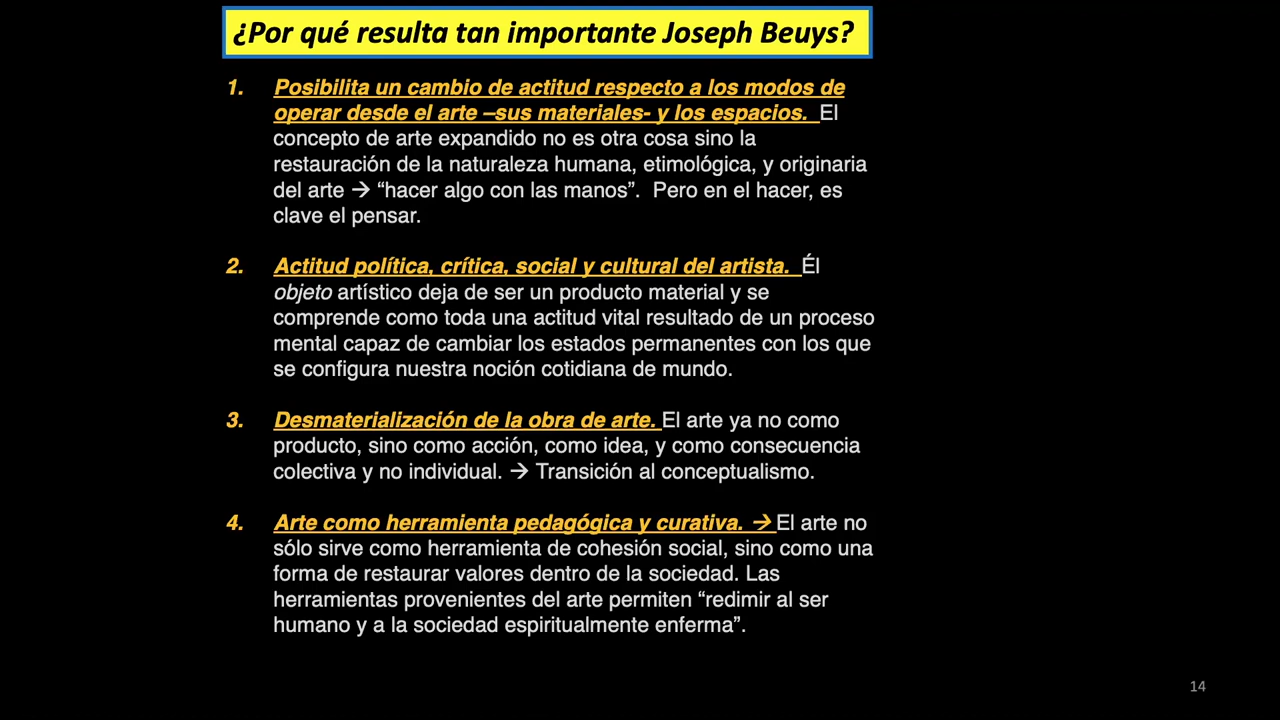 ¿Por qué resulta tan importante Joseph Beuys?
1. Posibilita un cambio de actitud respecto a los modos de
operar desde el arte –sus materiales- y los espacios. El
concepto de arte expandido no es otra cosa sino la
restauración de la naturaleza humana, etimológica, y originaria
del arte → “hacer algo con las manos”. Pero en el hacer, es
clave el pensar.
2. Actitud política, crítica, social y cultural del artista. Él
objeto artístico deja de ser un producto material y se
comprende como toda una actitud vital resultado de un proceso
mental capaz de cambiar los estados permanentes con los que
se configura nuestra noción cotidiana de mundo.
3. Desmaterialización de la obra de arte. El arte ya no como
producto, sino como acción, como idea, y como consecuencia
colectiva y no individual. → Transición al conceptualismo.
4. Arte como herramienta pedagógica y curativa. → El arte no
sólo sirve como herramienta de cohesión social, sino como una
forma de restaurar valores dentro de la sociedad. Las
herramientas provenientes del arte permiten “redimir al ser
humano y a la sociedad espiritualmente enferma”.
14